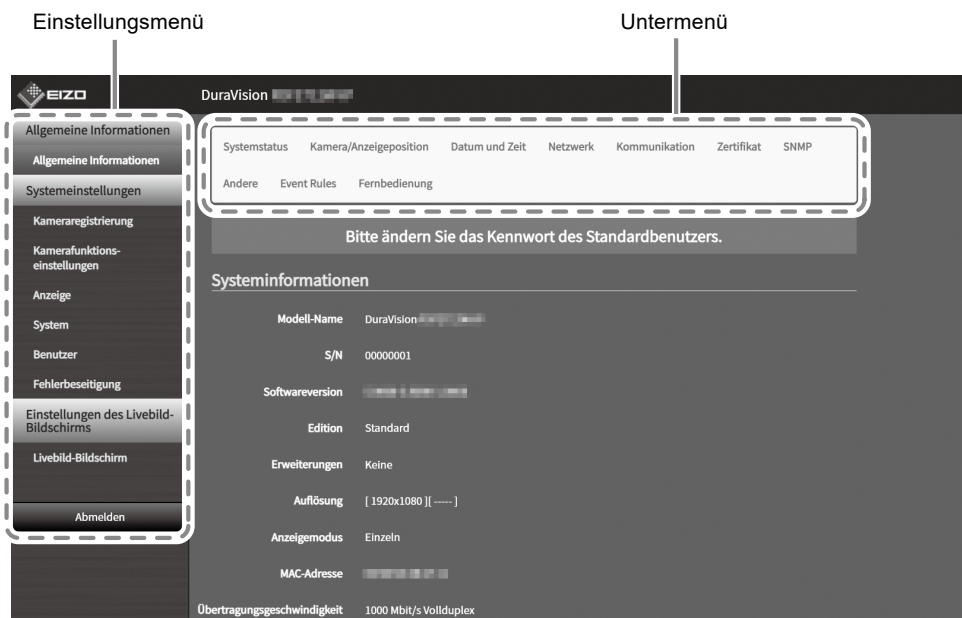 Einstellungsmenü
Untermenü
EIZO
DuraVision
Allgemeine Informationen
Allgemeine Informationen
Systemeinstellungen
Kameraregistrierung
Kamerafunktions-
einstellungen
Anzeige
System
Benutzer
Fehlerbeseitigung
Einstellungen des Livebild-
Bildschirms
Livebild-Bildschirm
Abmelden
Systemstatus Kamera/Anzeigeposition Datum und Zeit Netzwerk Kommunikation Zertifikat SNMP
Andere Event Rules Fernbedienung
Bitte ändern Sie das Kennwort des Standardbenutzers.
Systeminformationen
Modell-Name DuraVision
S/N 00000001
Softwareversion
Edition Standard
Erweiterungen Keine
Auflösung [ 1920x1080 ][ ----- ]
Anzeigemodus Einzeln
MAC-Adresse
Übertragungsgeschwindigkeit 1000 Mbit/s Vollduplex